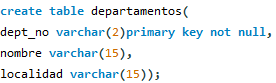 create table departamentos(
dept_no varchar(2)primary key not null,
nombre varchar(15),
localidad varchar(15));